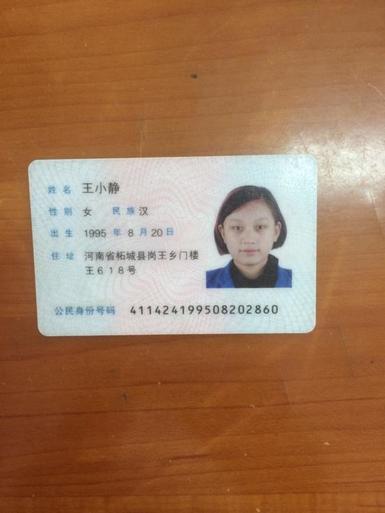 姓名 王小静
性别 女 民族 汉
出生 1995 年 8 月 20 日
住址 河南省柘城县岗王乡门楼
王618号
公民身份号码 411424199508202860